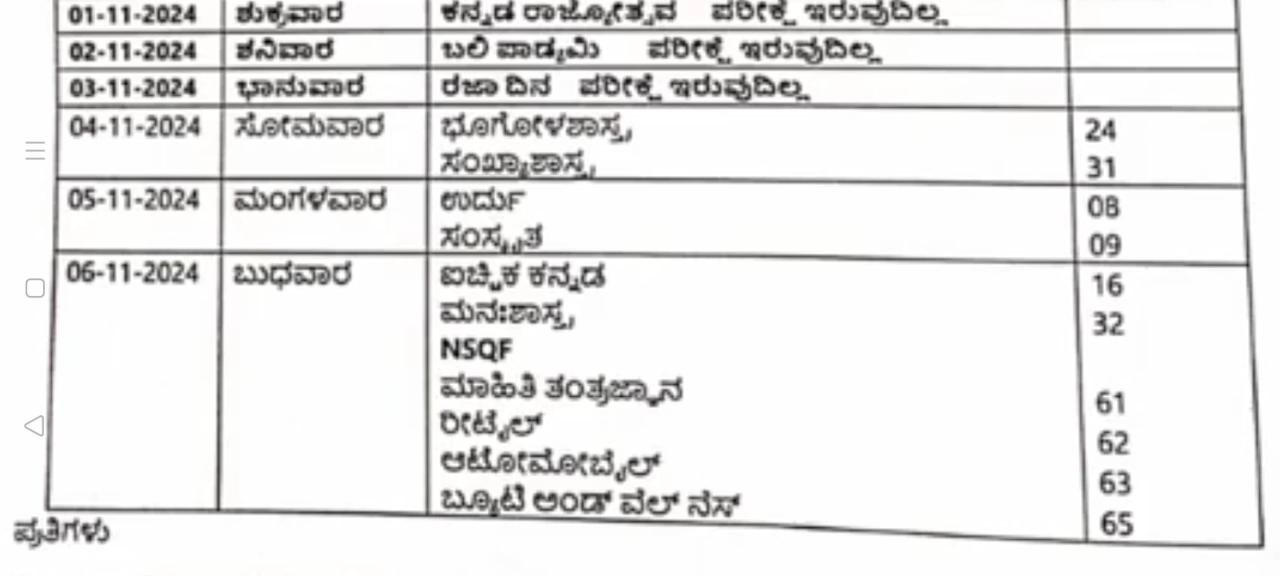 01-11-2024 ಶುಕ್ರವಾರ ಕನ್ನಡ ರಾಜ್ಯೋತ್ಸವ ಪರೀಕ್ಷೆ ಇರುವುದಿಲ್ಲ
02-11-2024 ಶನಿವಾರ ಬಲಿ ಪಾಡ್ಯಮಿ ಪರೀಕ್ಷೆ ಇರುವುದಿಲ್ಲ
03-11-2024 ಭಾನುವಾರ ರಜಾ ದಿನ ಪರೀಕ್ಷೆ ಇರುವುದಿಲ್ಲ
04-11-2024 ಸೋಮವಾರ ಭೂಗೋಳಶಾಸ್ತ್ರ 24
ಸಂಖ್ಯಾಶಾಸ್ತ್ರ 31
05-11-2024 ಮಂಗಳವಾರ ಉರ್ದು 08
ಸಂಸ್ಕೃತ 09
06-11-2024 ಬುಧವಾರ ಐಚ್ಛಿಕ ಕನ್ನಡ 16
ಮನಃಶಾಸ್ತ್ರ 32
NSQF
ಮಾಹಿತಿ ತಂತ್ರಜ್ಞಾನ 61
ರೀಟೈಲ್ 62
ಆಟೋಮೋಬೈಲ್ 63
ಬ್ಯೂಟಿ ಅಂಡ್ ವೆಲ್ ನೆಸ್ 65
ಪ್ರತಿಗಳು